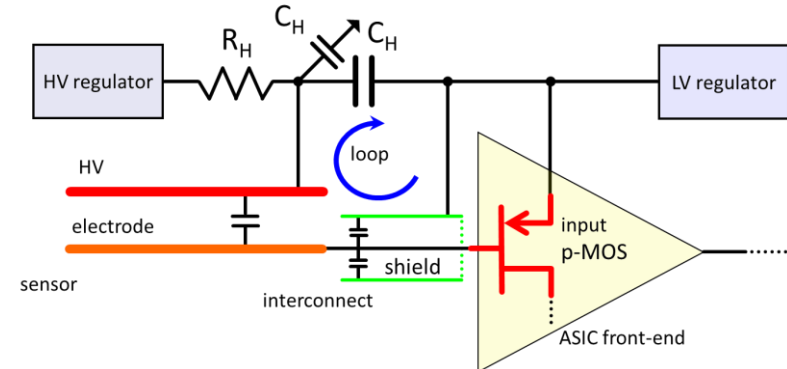 C_H
R_H
C_H
HV regulator
LV regulator
loop
HV
electrode
input
p-MOS
shield
sensor
interconnect
ASIC front-end